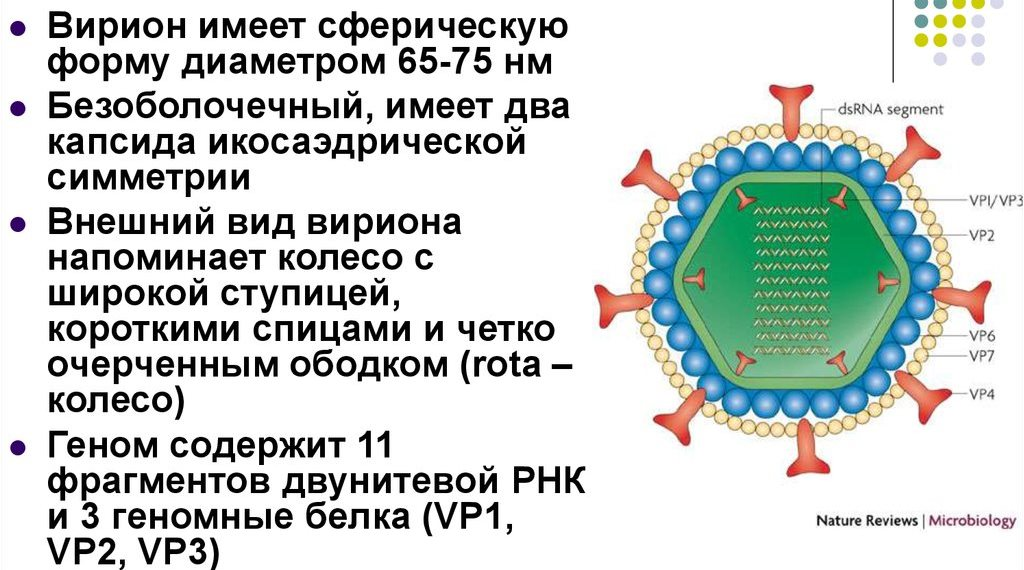 Вирион имеет сферическую
форму диаметром 65-75 нм
Безоболочечный, имеет два
капсида икосаэдрической
симметрии
Внешний вид вириона
напоминает колесо с
широкой ступицей,
короткими спицами и четко
очерченным ободком (rota –
колесо)
Геном содержит 11
фрагментов двунитевой РНК
и 3 геномные белка (VP1,
VP2, VP3)
dsRNA segment
VP1/VP3
VP2
VP6
VP7
VP4
Nature Reviews | Microbiology